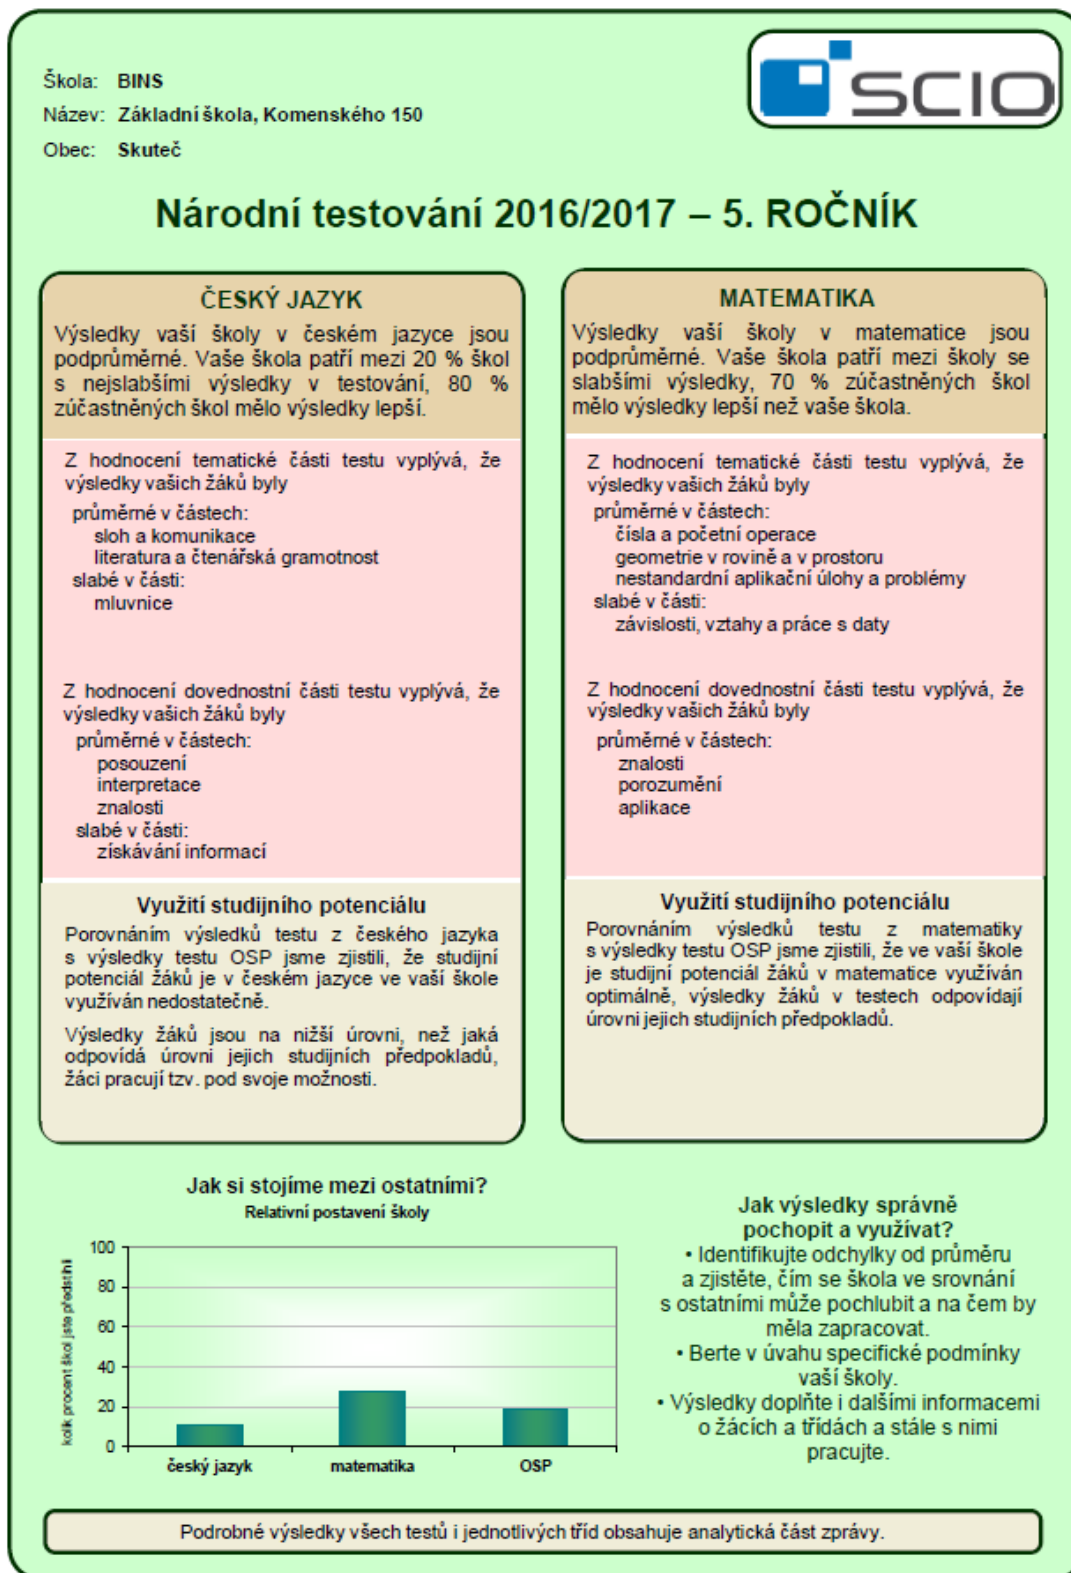 Škola: BINS
Název: Základní škola, Komenského 150
Obec: Skuteč
SCIO
Národní testování 2016/2017 – 5. ROČNÍK
ČESKÝ JAZYK
Výsledky vaší školy v českém jazyce jsou
podprůměrné. Vaše škola patří mezi 20 % škol
s nejslabšími výsledky v testování, 80 %
zúčastněných škol mělo výsledky lepší.
Z hodnocení tematické části testu vyplývá, že
výsledky vašich žáků byly
průměrné v částech:
sloh a komunikace
literatura a čtenářská gramotnost
slabé v části:
mluvnice
Z hodnocení dovednostní části testu vyplývá, že
výsledky vašich žáků byly
průměrné v částech:
posouzení
interpretace
znalosti
slabé v části:
získávání informací
Využití studijního potenciálu
Porovnáním výsledků testu z českého jazyka
s výsledky testu OSP jsme zjistili, že studijní
potenciál žáků je v českém jazyce ve vaší škole
využíván nedostatečně.
Výsledky žáků jsou na nižší úrovni, než jaká
odpovídá úrovni jejich studijních předpokladů,
žáci pracují tzv. pod svoje možnosti.
MATEMATIKA
Výsledky vaší školy v matematice jsou
podprůměrné. Vaše škola patří mezi školy se
slabšími výsledky, 70 % zúčastněných škol
mělo výsledky lepší než vaše škola.
Z hodnocení tematické části testu vyplývá, že
výsledky vašich žáků byly
průměrné v částech:
čísla a početní operace
geometrie v rovině a v prostoru
nestandardní aplikační úlohy a problémy
slabé v části:
závislosti, vztahy a práce s daty
Z hodnocení dovednostní části testu vyplývá, že
výsledky vašich žáků byly
průměrné v částech:
znalosti
porozumění
aplikace
Využití studijního potenciálu
Porovnáním výsledků testu z matematiky
s výsledky testu OSP jsme zjistili, že ve vaší škole
je studijní potenciál žáků v matematice využíván
optimálně, výsledky žáků v testech odpovídají
úrovni jejich studijních předpokladů.
Jak si stojíme mezi ostatními?
Relativní postavení školy
kolik procent škol jste předstihli
100
80
60
40
20
0
český jazyk matematika OSP
Jak výsledky správně
pochopit a využívat?
• Identifikujte odchylky od průměru
a zjistěte, čím se škola ve srovnání
s ostatními může pochlubit a na čem by
měla zapracovat.
• Berte v úvahu specifické podmínky
vaší školy.
• Výsledky doplňte i dalšími informacemi
o žácích a třídách a stále s nimi
pracujte.
Podrobné výsledky všech testů i jednotlivých tříd obsahuje analytická část zprávy.